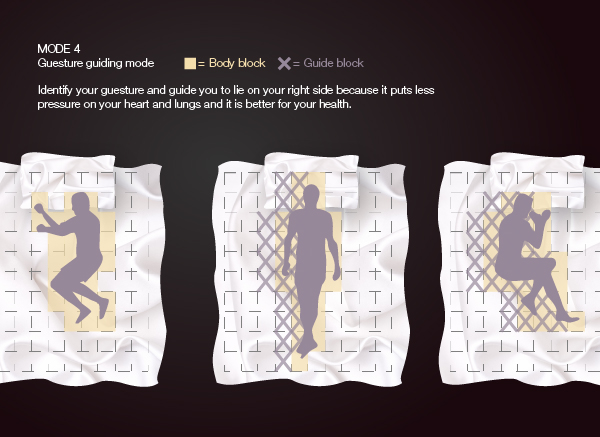 MODE 4
Guesture guiding mode
= Body block
= Guide block
Identify your guesture and guide you to lie on your right side because it puts less
pressure on your heart and lungs and it is better for your health.